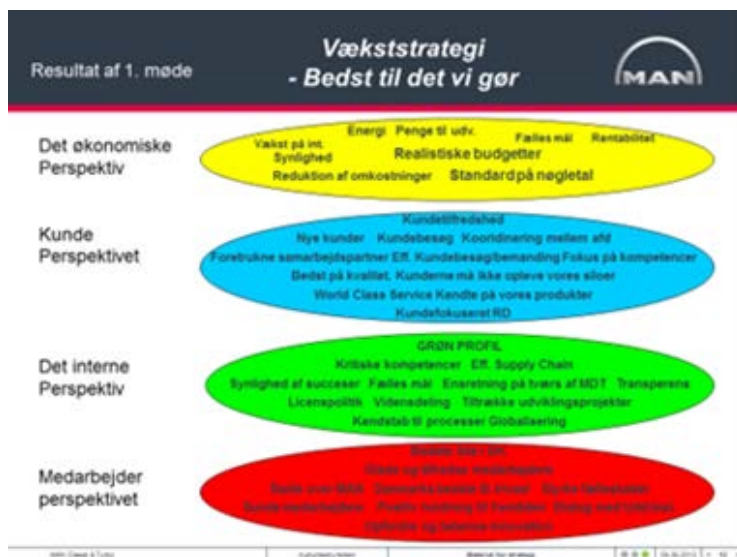 Resultat af 1. møde
Vækststrategi
- Bedst til det vi gør
MAN
Det økonomiske
Perspektiv
Energi Penge til udv. Fælles mål Rentabilitet
Vækst på int.
Synlighed Realistiske budgetter
Reduktion af omkostninger Standard på nøgletal
Kunde
Perspektivet
Kundetilfredshed
Nye kunder Kundebesøg Koordinering mellem afd
Foretrukne samarbejdspartner Eff. Kundebesøg/bemanding Fokus på kompetencer
Bedst på kvalitet. Kunderne må ikke opleve vores siloer
World Class Service Kendte på vores produkter
Kundefokuseret RD
Det interne
Perspektiv
GRØN PROFIL
Kritiske kompetencer Eff. Supply Chain
Synlighed af succeser Fælles mål Ensretning på tværs af MDT Transperens
Licenspolitik Vidensdeling Tiltrække udviklingsprojekter
Kendskab til processer Globalisering
Medarbejder
perspektivet
Glade og tilfredse medarbejdere